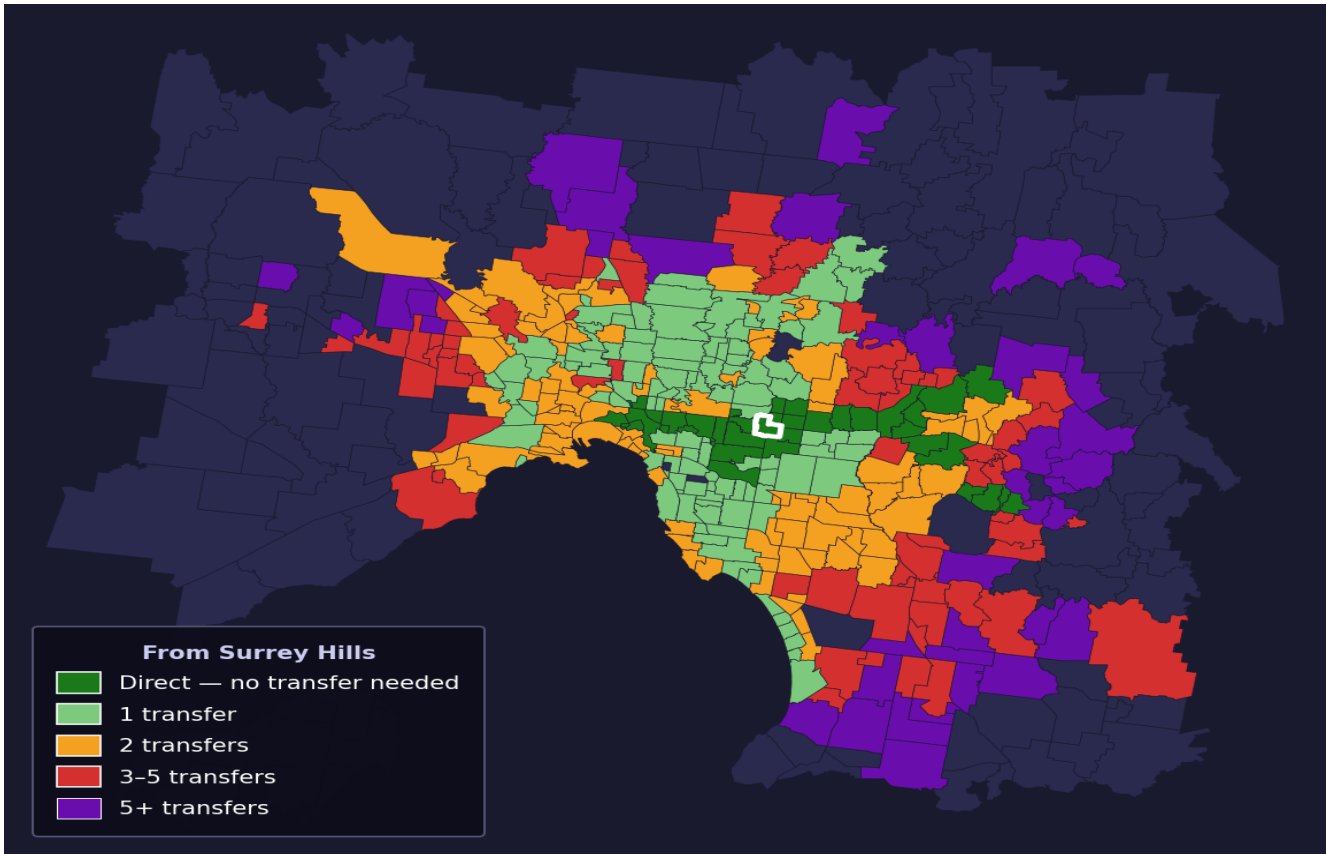 From Surrey Hills
Direct — no transfer needed
1 transfer
2 transfers
3–5 transfers
5+ transfers